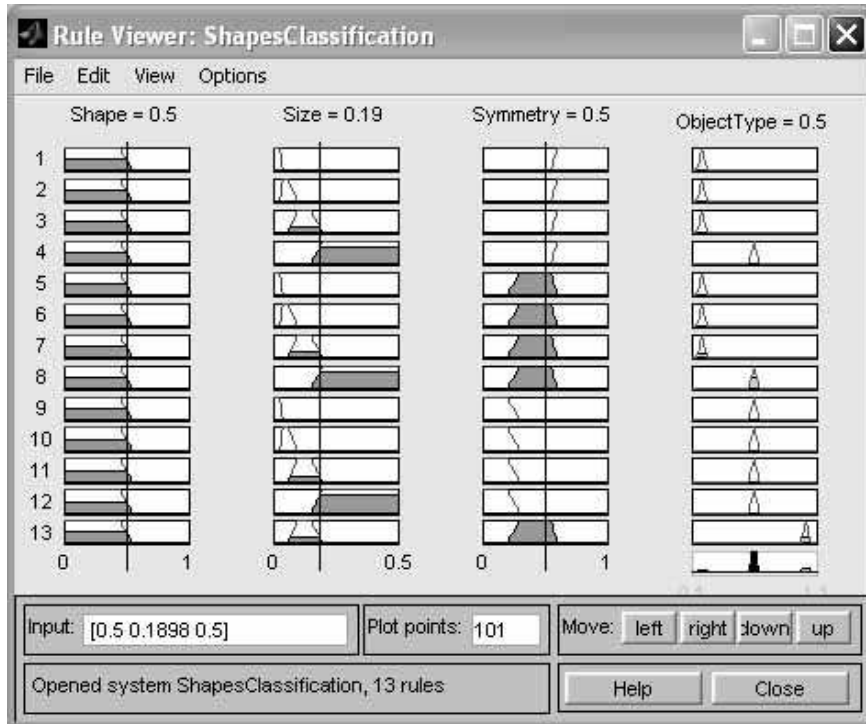 Rule Viewer: ShapesClassification
File Edit View Options
Shape = 0.5 Size = 0.19 Symmetry = 0.5 ObjectType = 0.5
1
2
3
4
5
6
7
8
9
10
11
12
13
0 1 0 0.5 0 1
Input: [0.5 0.1898 0.5] Plot points: 101 Move: left right down up
Opened system ShapesClassification, 13 rules Help Close